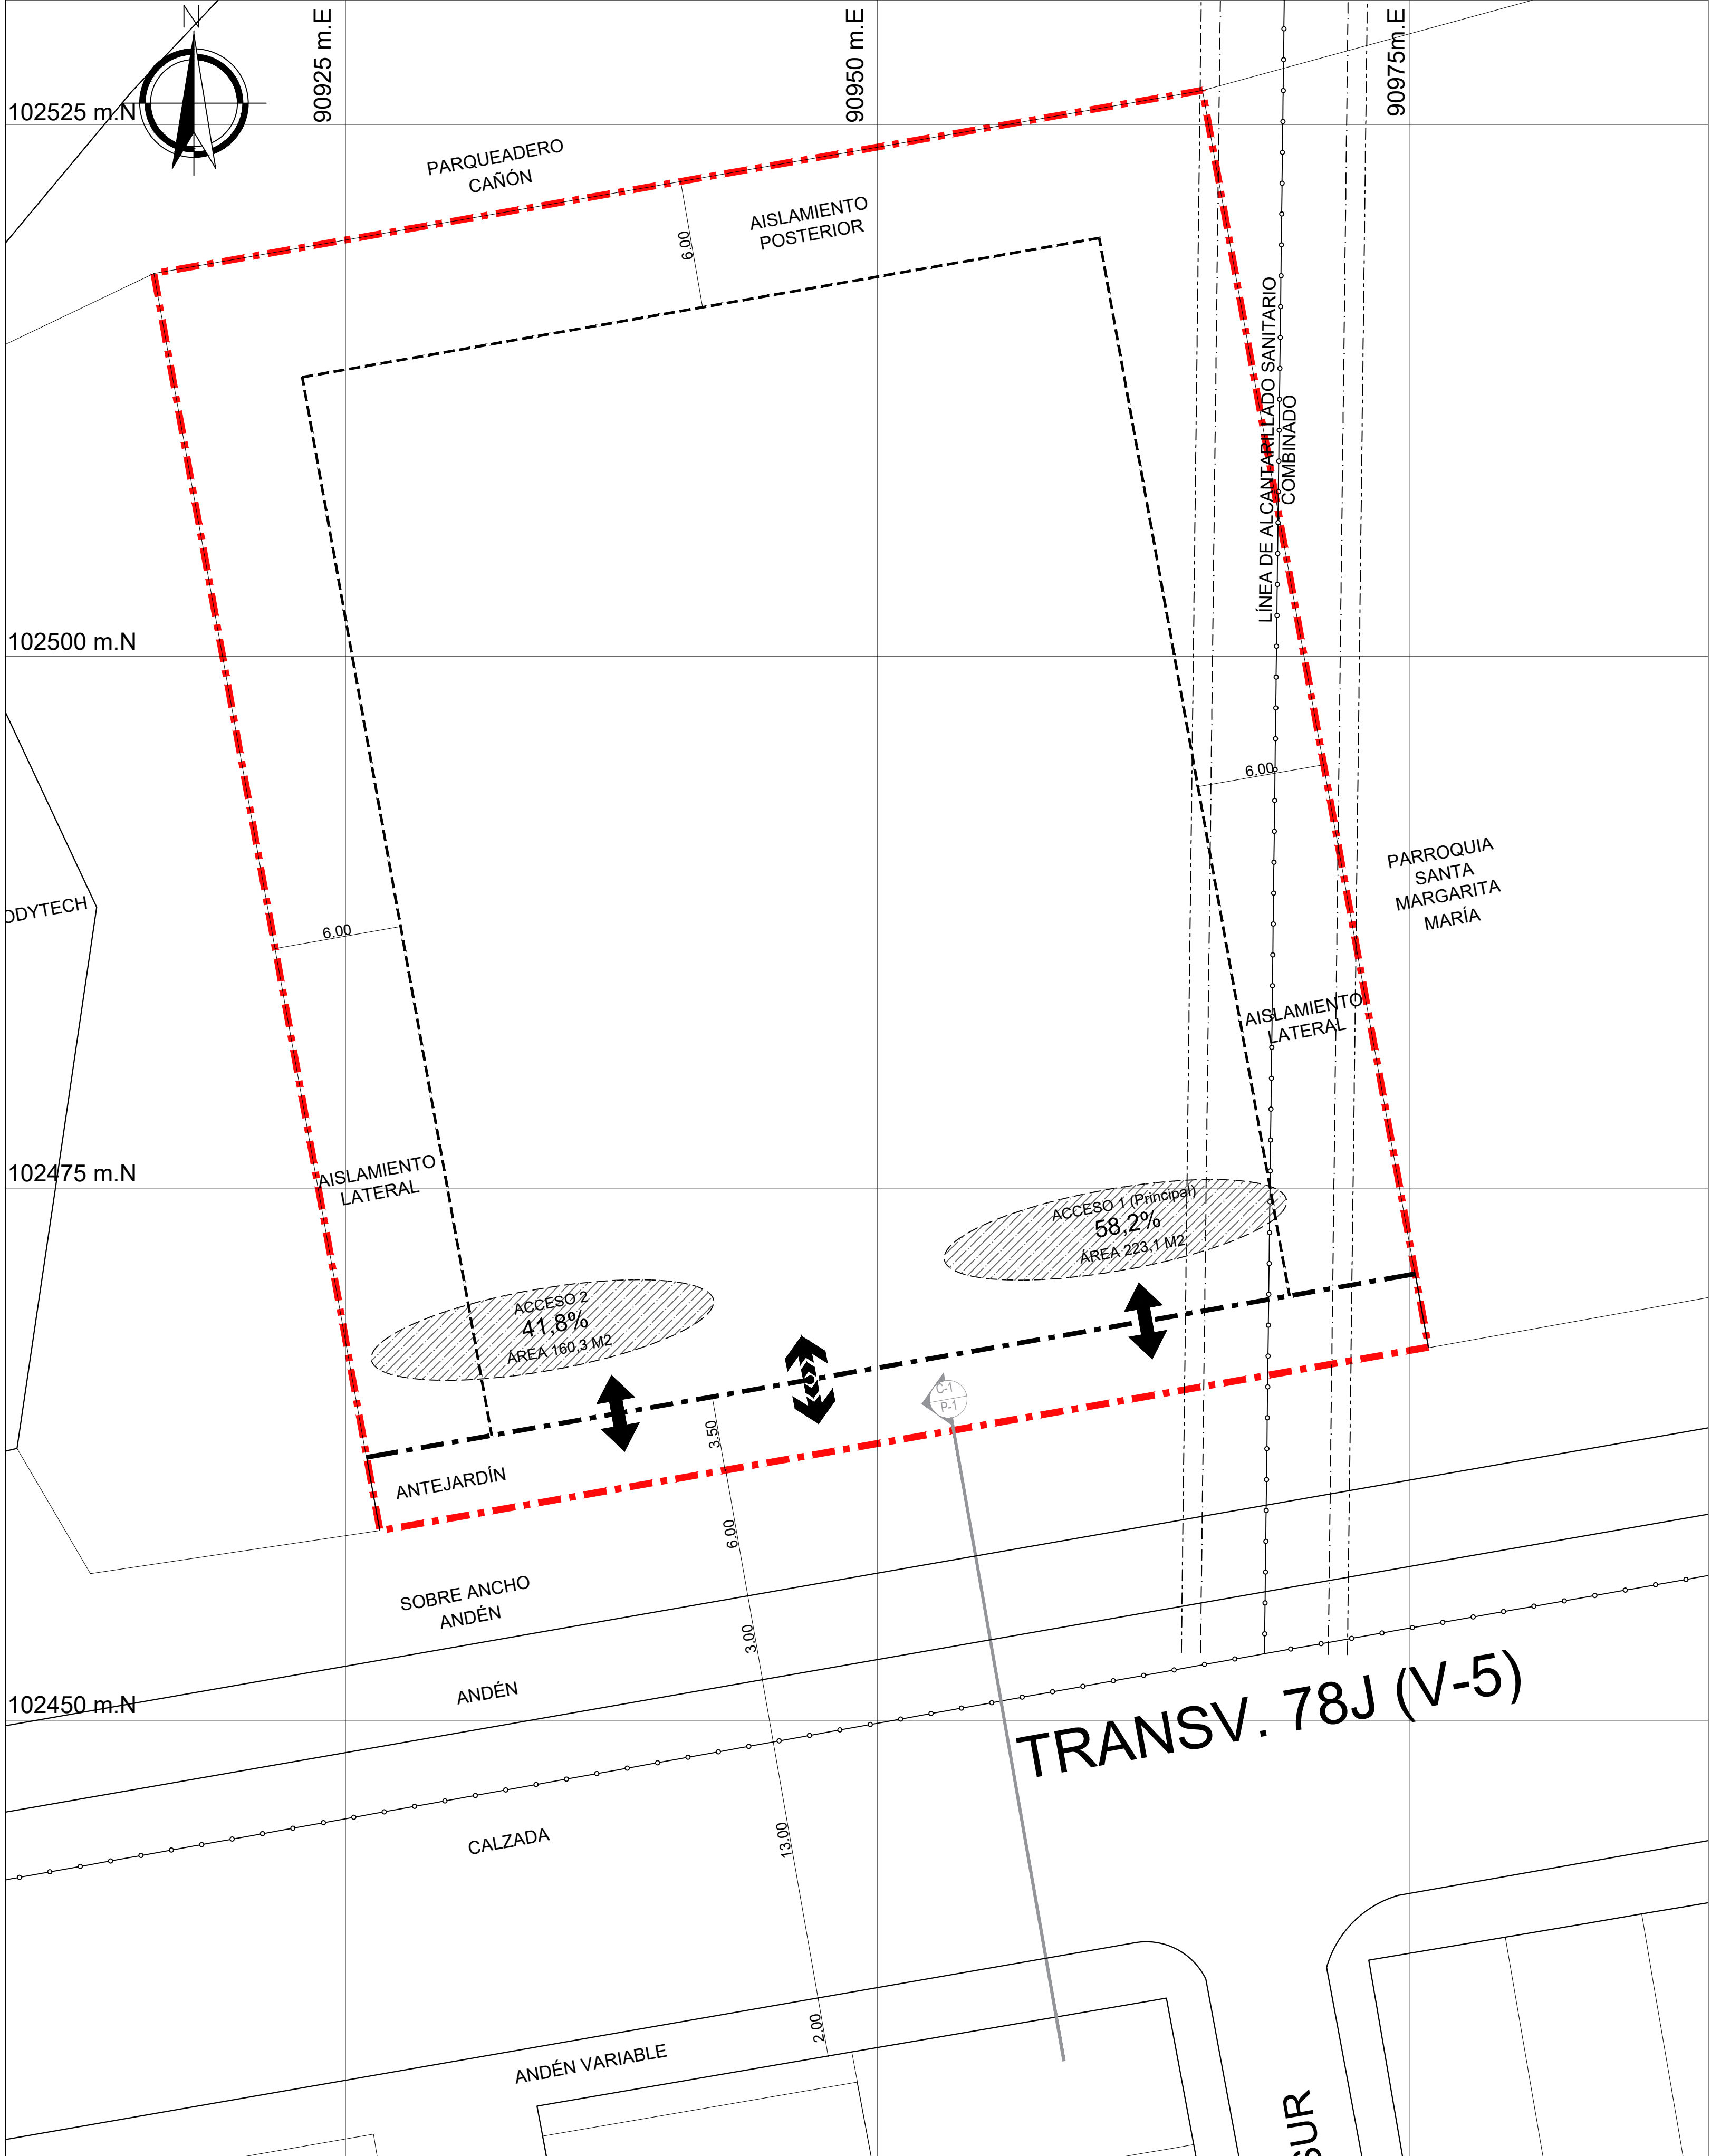 N
90925 m.E
90950 m.E
90975m.E
102525 m.N
PARQUEADERO
CAÑÓN
AISLAMIENTO
POSTERIOR
6.00
LÍNEA DE ALCANTARILLADO SANITARIO
COMBINADO
102500 m.N
6.00
PARROQUIA
SANTA
MARGARITA
MARÍA
ODYTECH
6.00
AISLAMIENTO
LATERAL
102475 m.N
AISLAMIENTO
LATERAL
ACCESO 1 (Principal)
58,2%
ÁREA 223,1 M2
ACCESO 2
41,8%
ÁREA 160,3 M2
C-1
P-1
3.50
ANTEJARDÍN
6.00
SOBRE ANCHO
ANDÉN
3.00
ANDÉN
102450 m.N
TRANSV. 78J (V-5)
CALZADA
13.00
2.00
ANDÉN VARIABLE
SUR